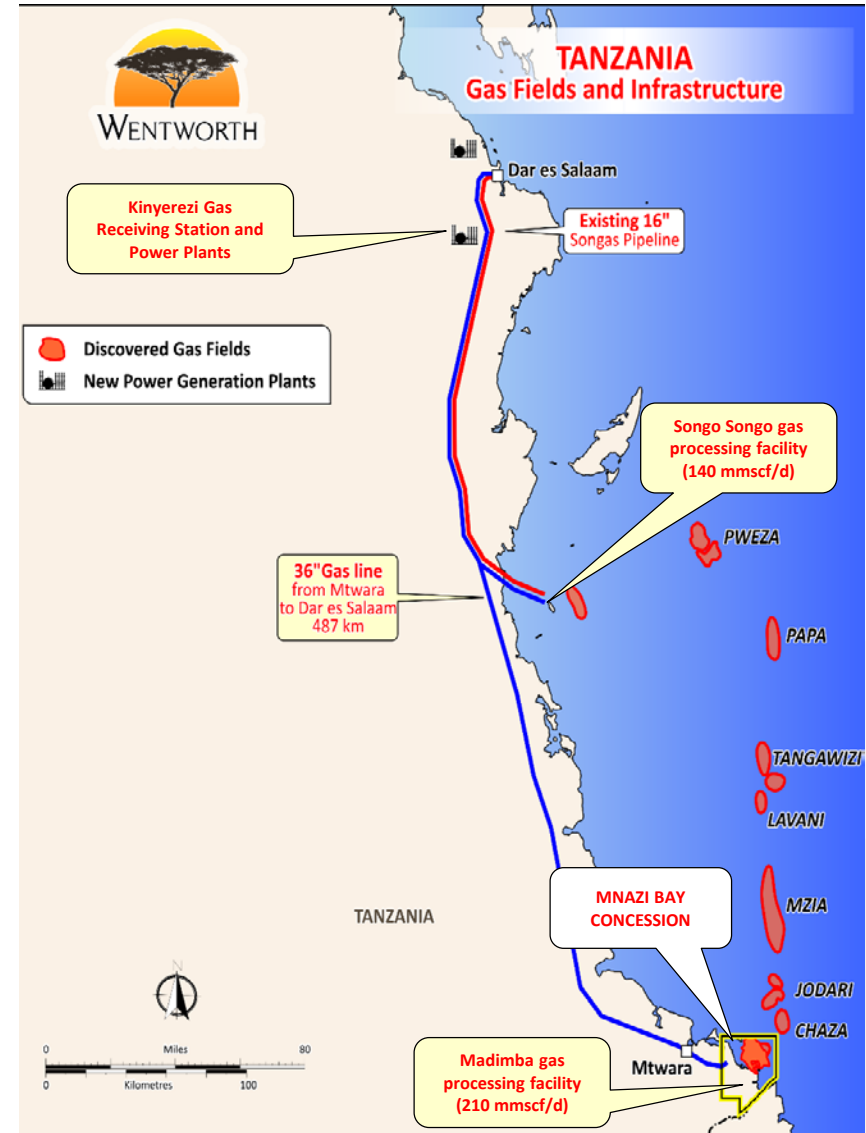 TANZANIA
Gas Fields and Infrastructure
WENTWORTH
Dar es Salaam
Kinyerezi Gas
Receiving Station and
Power Plants
Existing 16"
Songas Pipeline
Discovered Gas Fields
New Power Generation Plants
Songo Songo gas
processing facility
(140 mmscf/d)
PWEZA
36"Gas line
from Mtwara
to Dar es Salaam
487 km
PAPA
TANGAWIZI
LAVANI
MNAZI BAY
CONCESSION
MZIA
TANZANIA
N
JODARI
CHAZA
0 Miles 80
0 Kilometres 100
Mtwara
Madimba gas
processing facility
(210 mmscf/d)